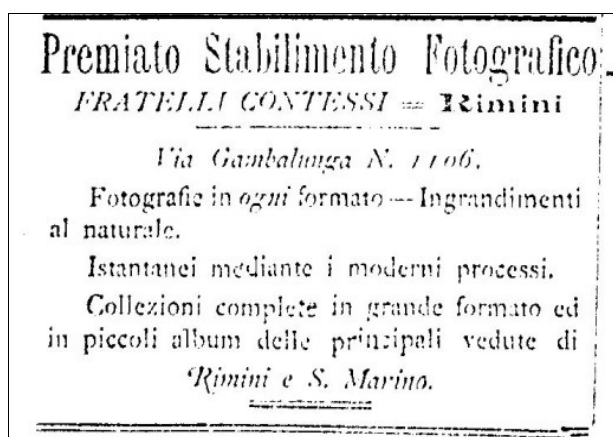 Premiato Stabilimento Fotografico
FRATELLI CONTESSI = Rimini
Via Gambalunga N. 1106.
Fotografie in ogni formato — Ingrandimenti
al naturale.
Istantanei mediante i moderni processi.
Collezioni complete in grande formato ed
in piccoli album delle principali vedute di
Rimini e S. Marino.